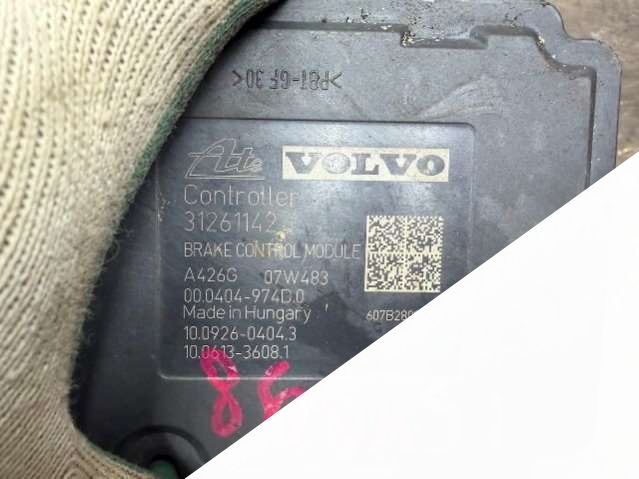 >PBT-GF30<
Ate VOLVO
Controller
31261142
BRAKE CONTROL MODULE
A426G 07W483
00.0404-974D.0
Made in Hungary
10.0926-0404.3
10.0613-3608.1